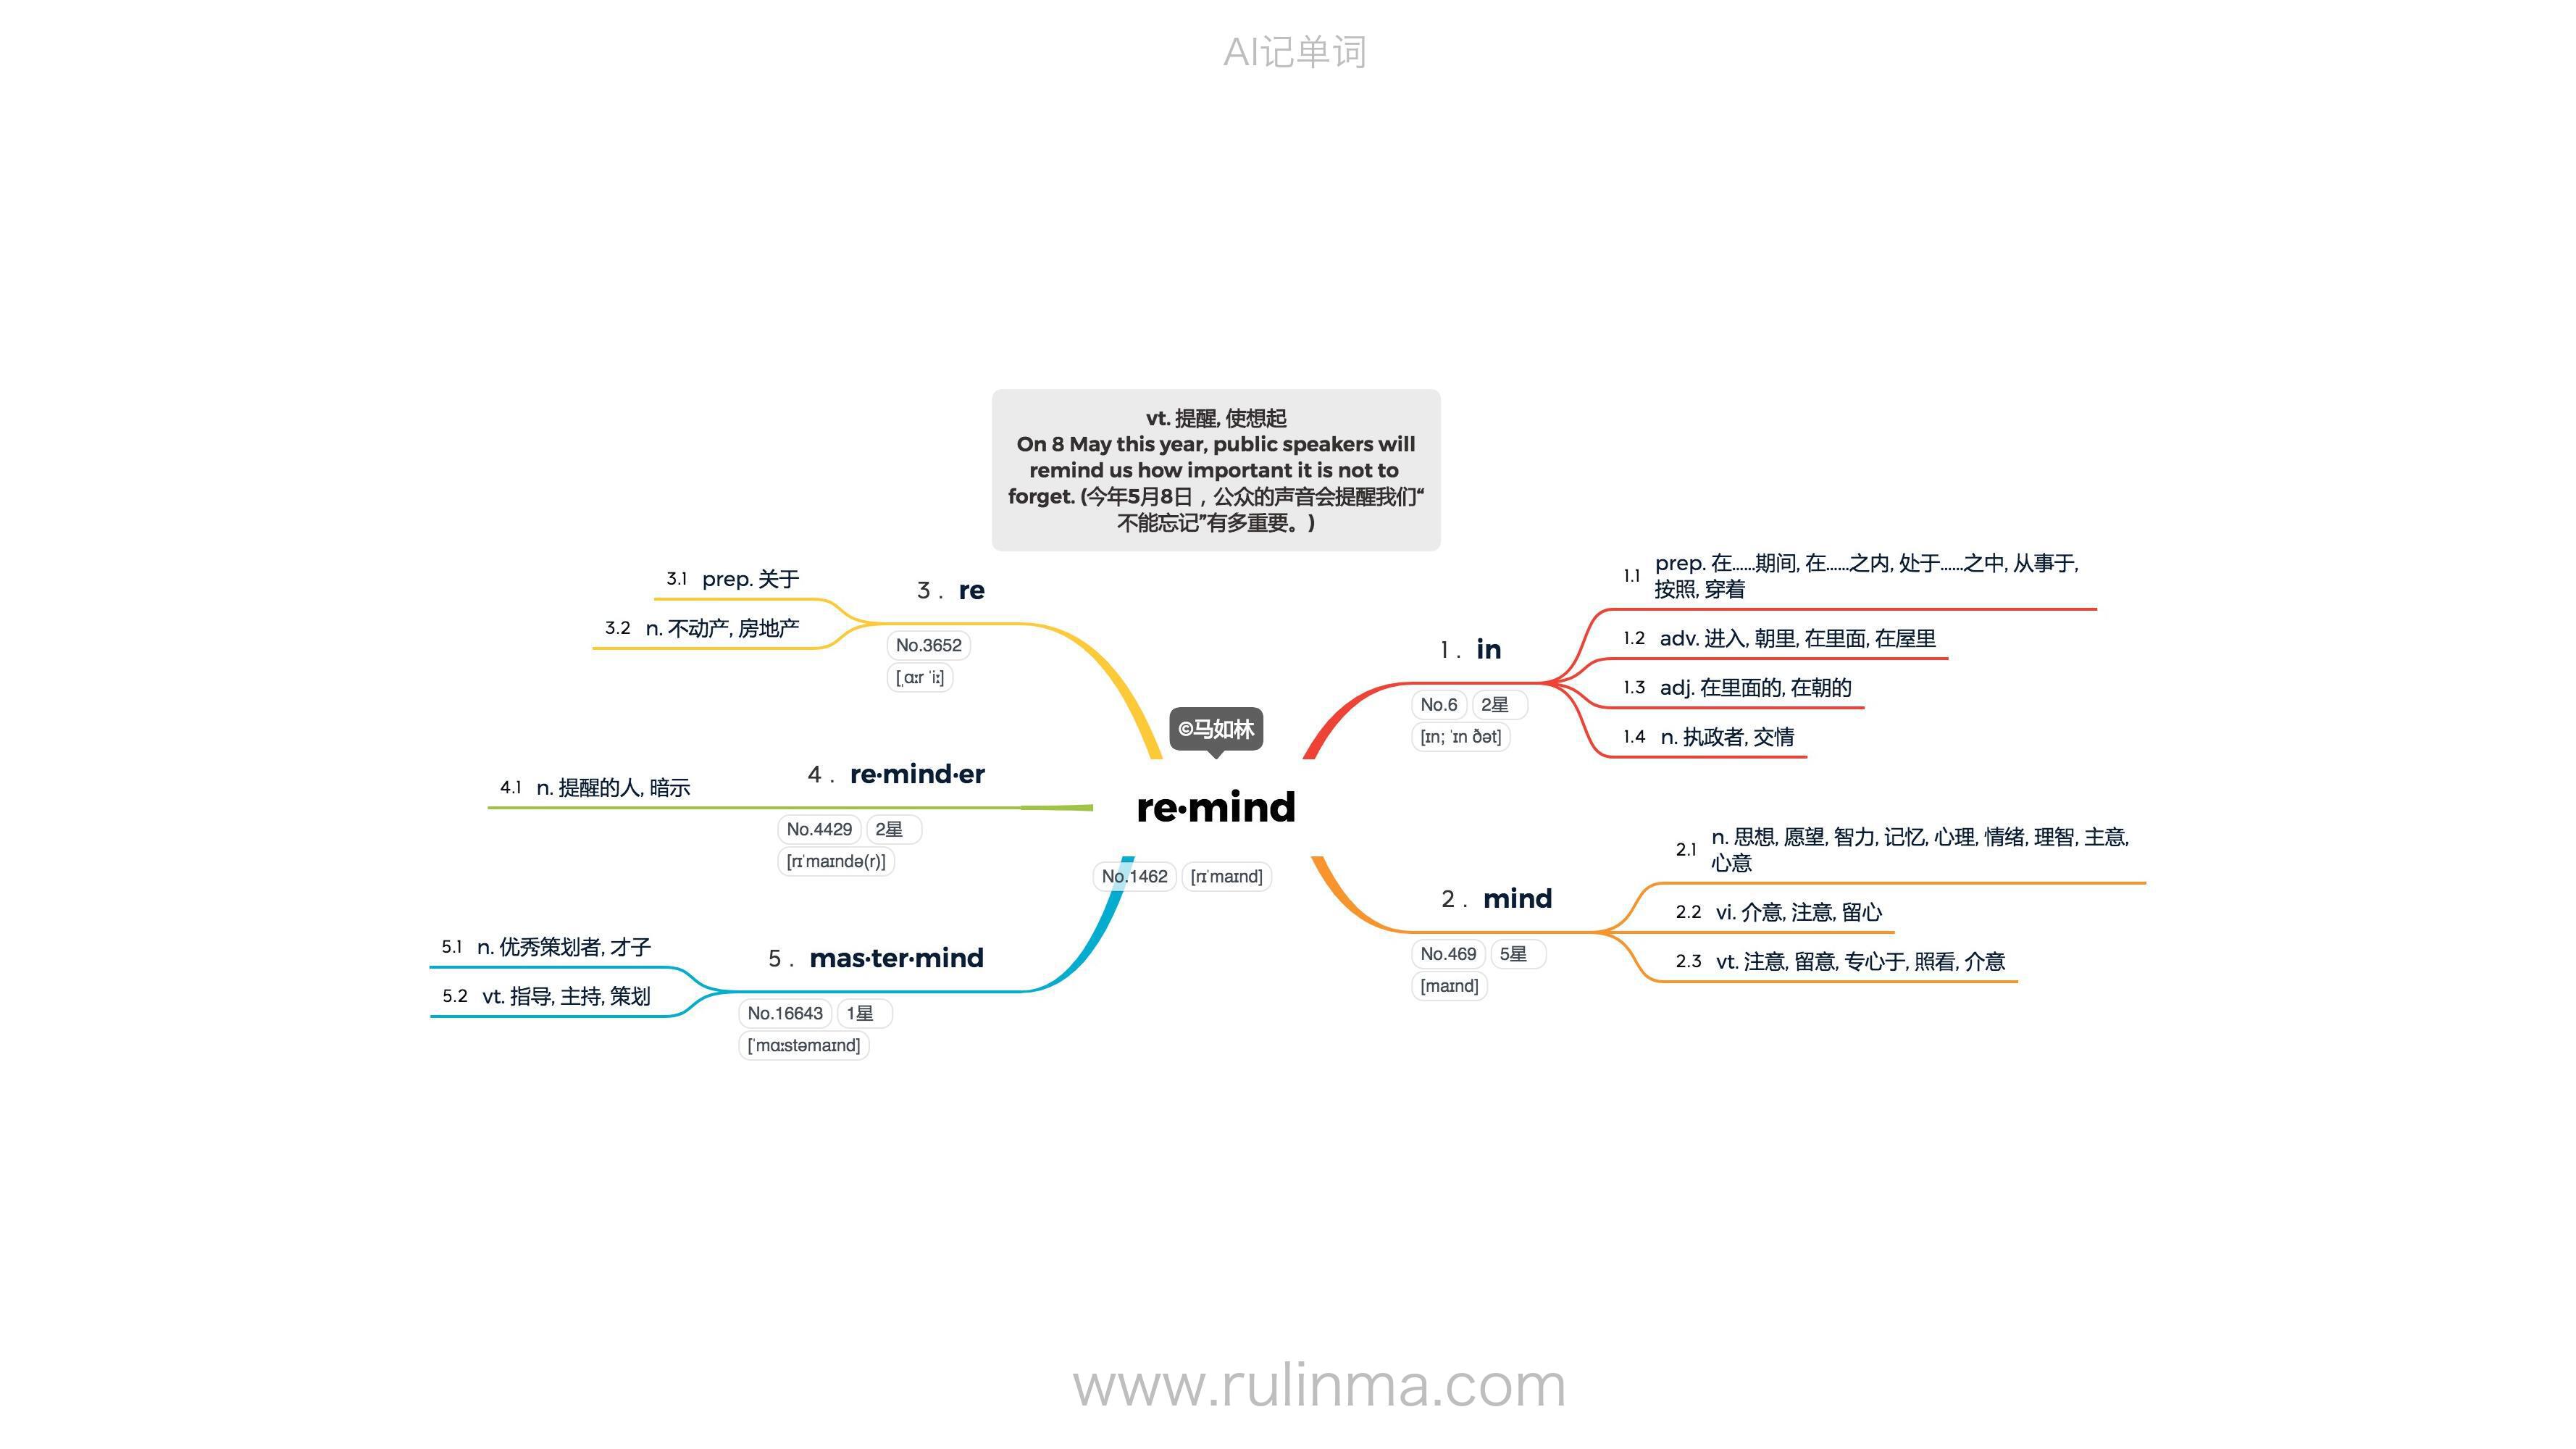 AI记单词
vt. 提醒, 使想起
On 8 May this year, public speakers will
remind us how important it is not to
forget. (今年5月8日，公众的声音会提醒我们“
不能忘记”有多重要。)
©马如林
re·mind
No.1462 [rɪˈmaɪnd]
1 . in
No.6 2星
[ɪn; ˈɪn ðət]
1.1 prep. 在……期间, 在……之内, 处于……之中, 从事于,
按照, 穿着
1.2 adv. 进入, 朝里, 在里面, 在屋里
1.3 adj. 在里面的, 在朝的
1.4 n. 执政者, 交情
2 . mind
No.469 5星
[maɪnd]
2.1 n. 思想, 愿望, 智力, 记忆, 心理, 情绪, 理智, 主意,
心意
2.2 vi. 介意, 注意, 留心
2.3 vt. 注意, 留意, 专心于, 照看, 介意
3 . re
No.3652
[ˌɑːr ˈiː]
3.1 prep. 关于
3.2 n. 不动产, 房地产
4 . re·mind·er
No.4429 2星
[rɪˈmaɪndə(r)]
4.1 n. 提醒的人, 暗示
5 . mas·ter·mind
No.16643 1星
[ˈmɑːstəmaɪnd]
5.1 n. 优秀策划者, 才子
5.2 vt. 指导, 主持, 策划
www.rulinma.com